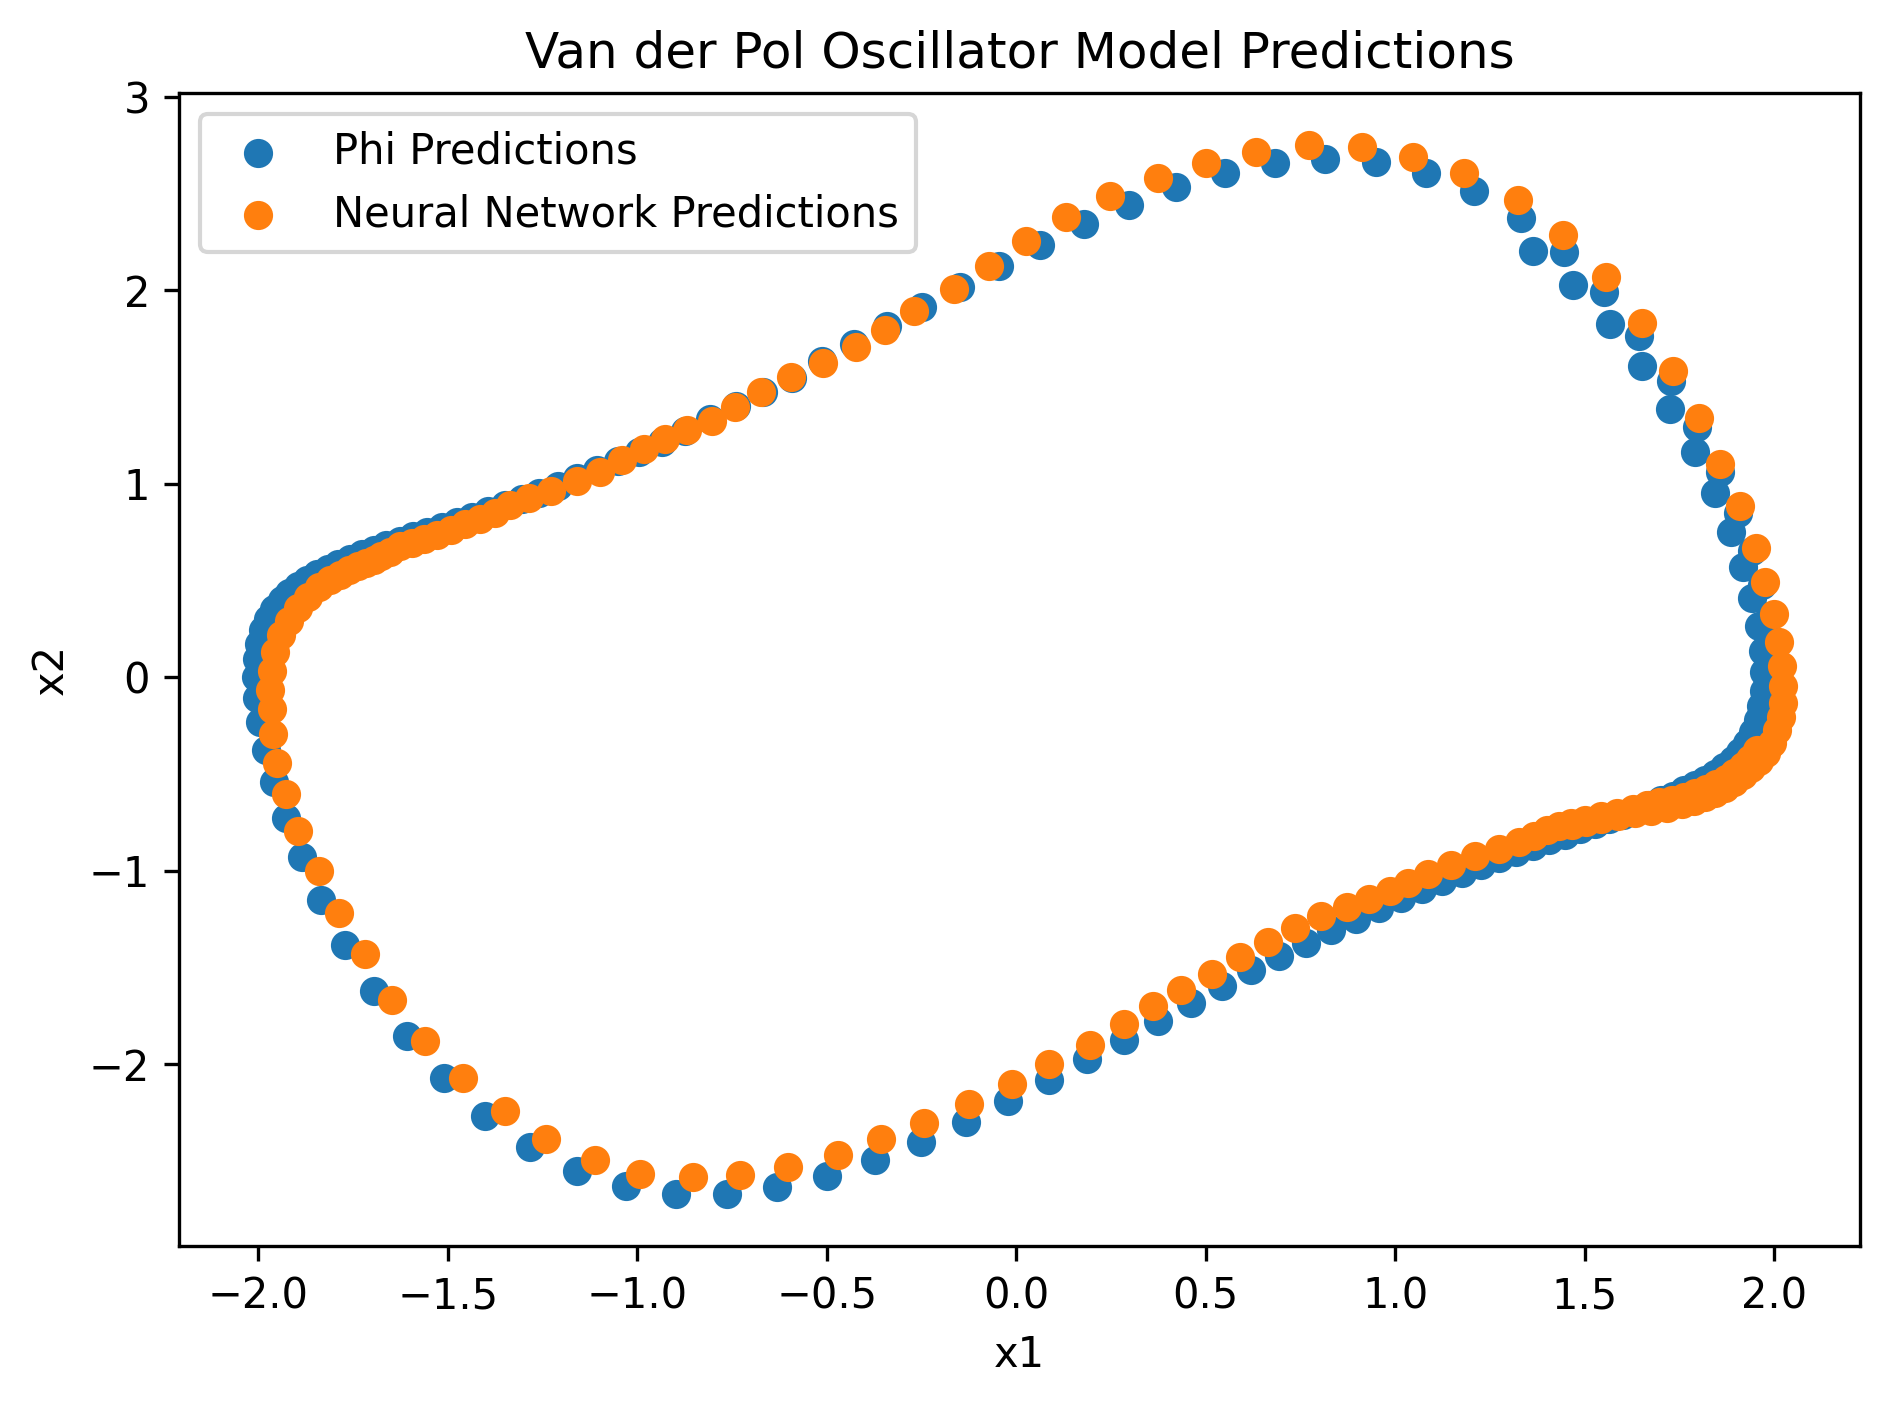 Van der Pol Oscillator Model Predictions
Phi Predictions
Neural Network Predictions
3
2
1
0
−1
−2
x2
−2.0 −1.5 −1.0 −0.5 0.0 0.5 1.0 1.5 2.0
x1